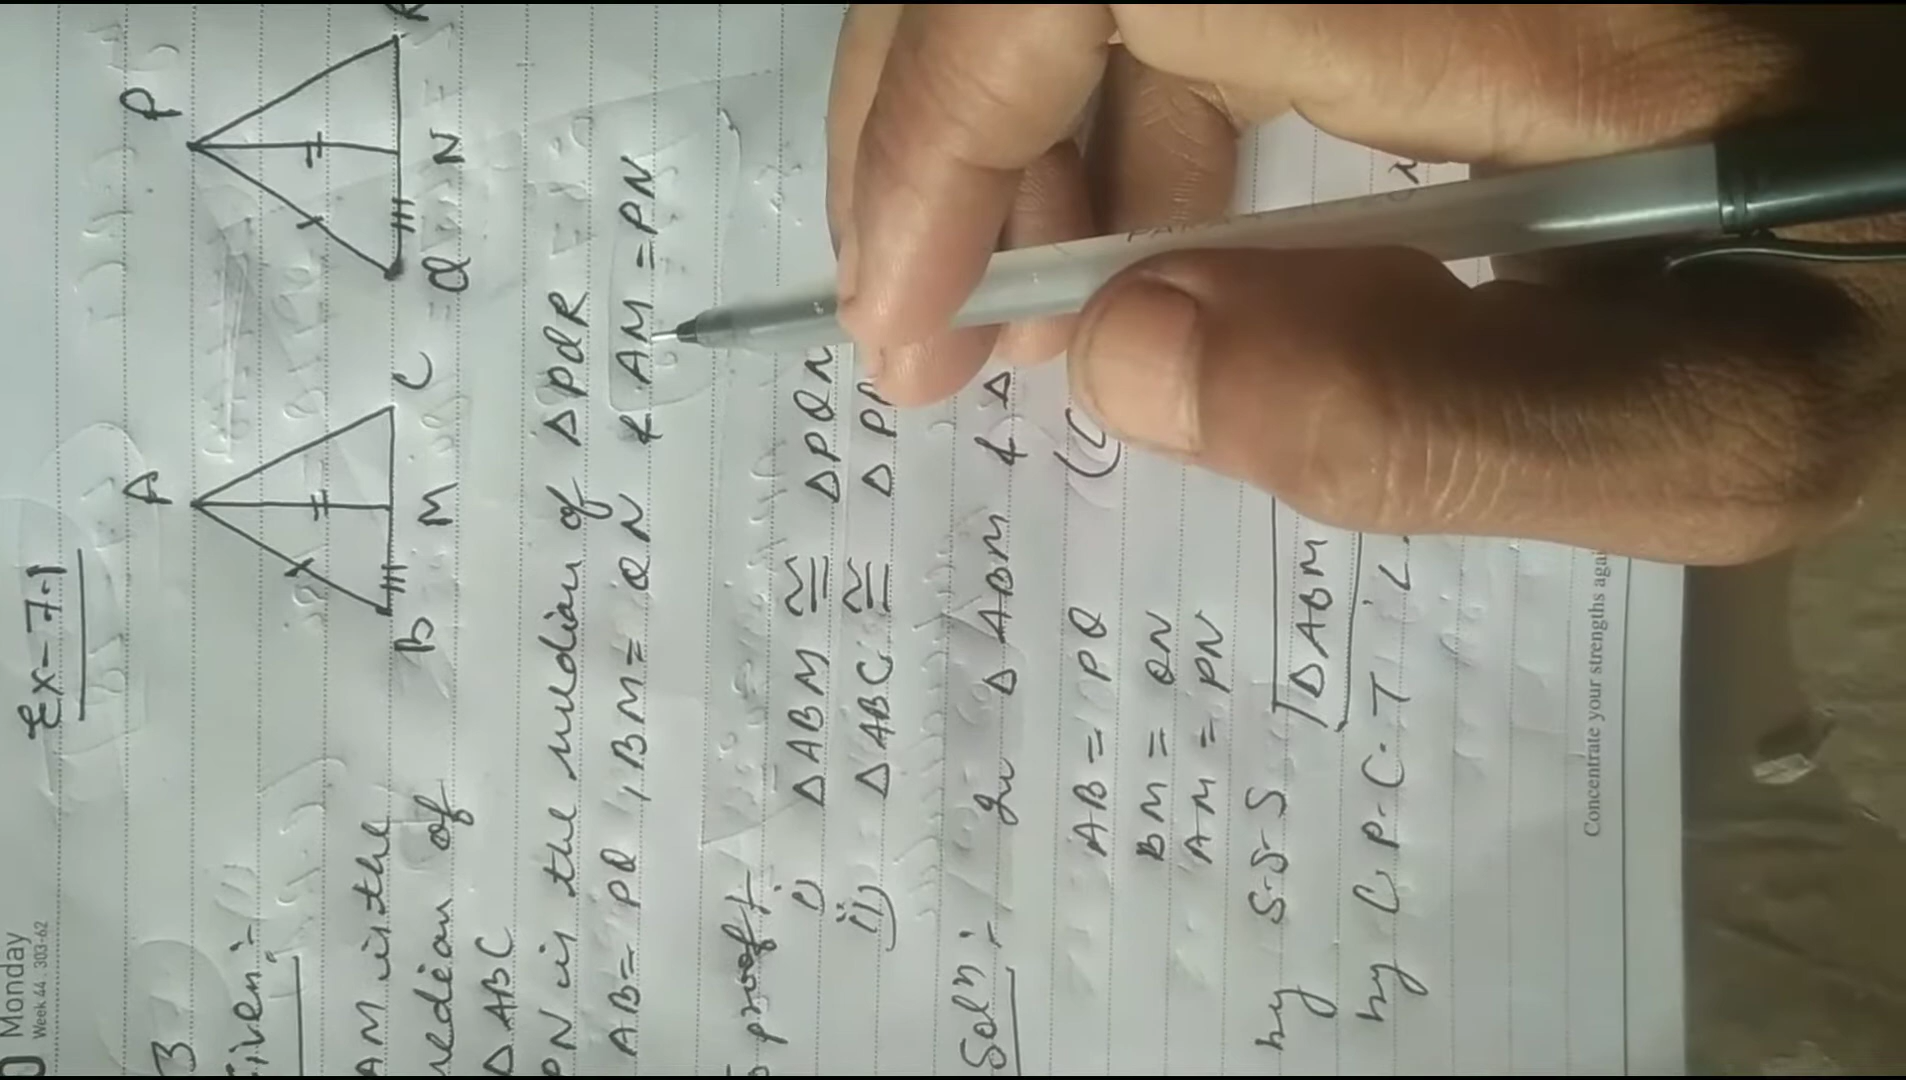 Monday
Week 44 303-62
Ex-7.1
3
Given:-
A
P
AM is the
median of
B M C = Q N
Δ ABC
PN is the median of Δ PQR
AB = PQ , BM = QN & AM = PN
proof:-
i) Δ ABM ≅ Δ PQN
ii) Δ ABC ≅ Δ P
Soln:- In Δ ABM & Δ
AB = PQ
BM = QN
AM = PN
by S-S-S
Δ ABM
by C.P.C.T
Concentrate your strengths